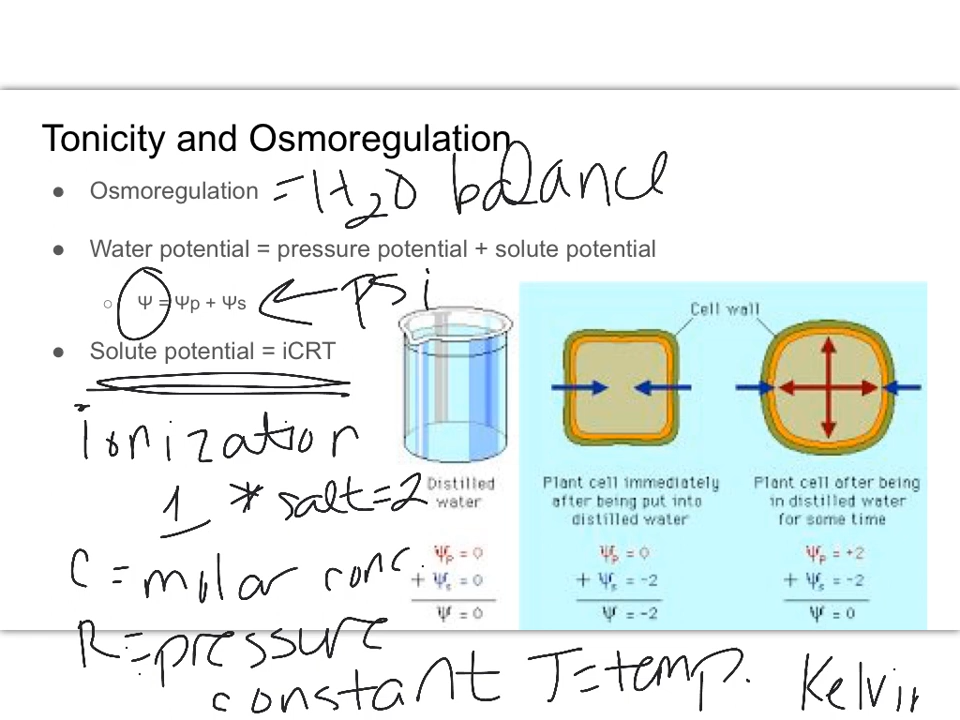 Tonicity and Osmoregulation
● Osmoregulation = H2O balance
● Water potential = pressure potential + solute potential
○ Ψ = Ψp + Ψs ← psi
● Solute potential = iCRT
Ionization
1 * salt = 2
C = molar conc.
R = pressure
constant T = temp. Kelvin
Cell wall
Distilled
water
Ψp = 0
+ Ψs = 0
Ψ = 0
Plant cell immediately
after being put into
distilled water
Ψp = 0
+ Ψs = -2
Ψ = -2
Plant cell after being
in distilled water
for some time
Ψp = +2
+ Ψs = -2
Ψ = 0